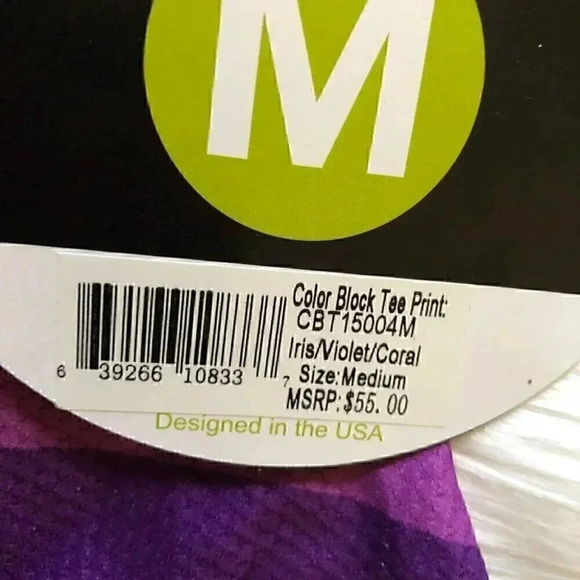 M
Color Block Tee Print:
CBT15004M
Iris/Violet/Coral
Size:Medium
MSRP:$55.00
6 39266 10833 7
Designed in the USA